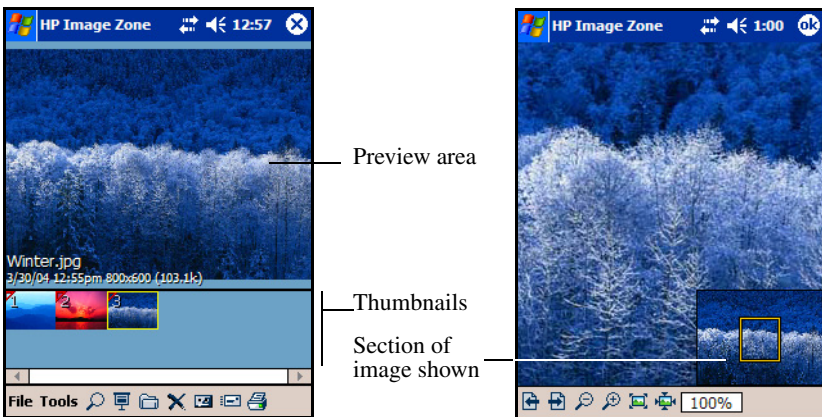 HP Image Zone 12:57
Winter.jpg
3/30/04 12:55pm 800x600 (103.1k)
1 2 3
File Tools
Preview area
Thumbnails
Section of
image shown
HP Image Zone 1:00 ok
100%